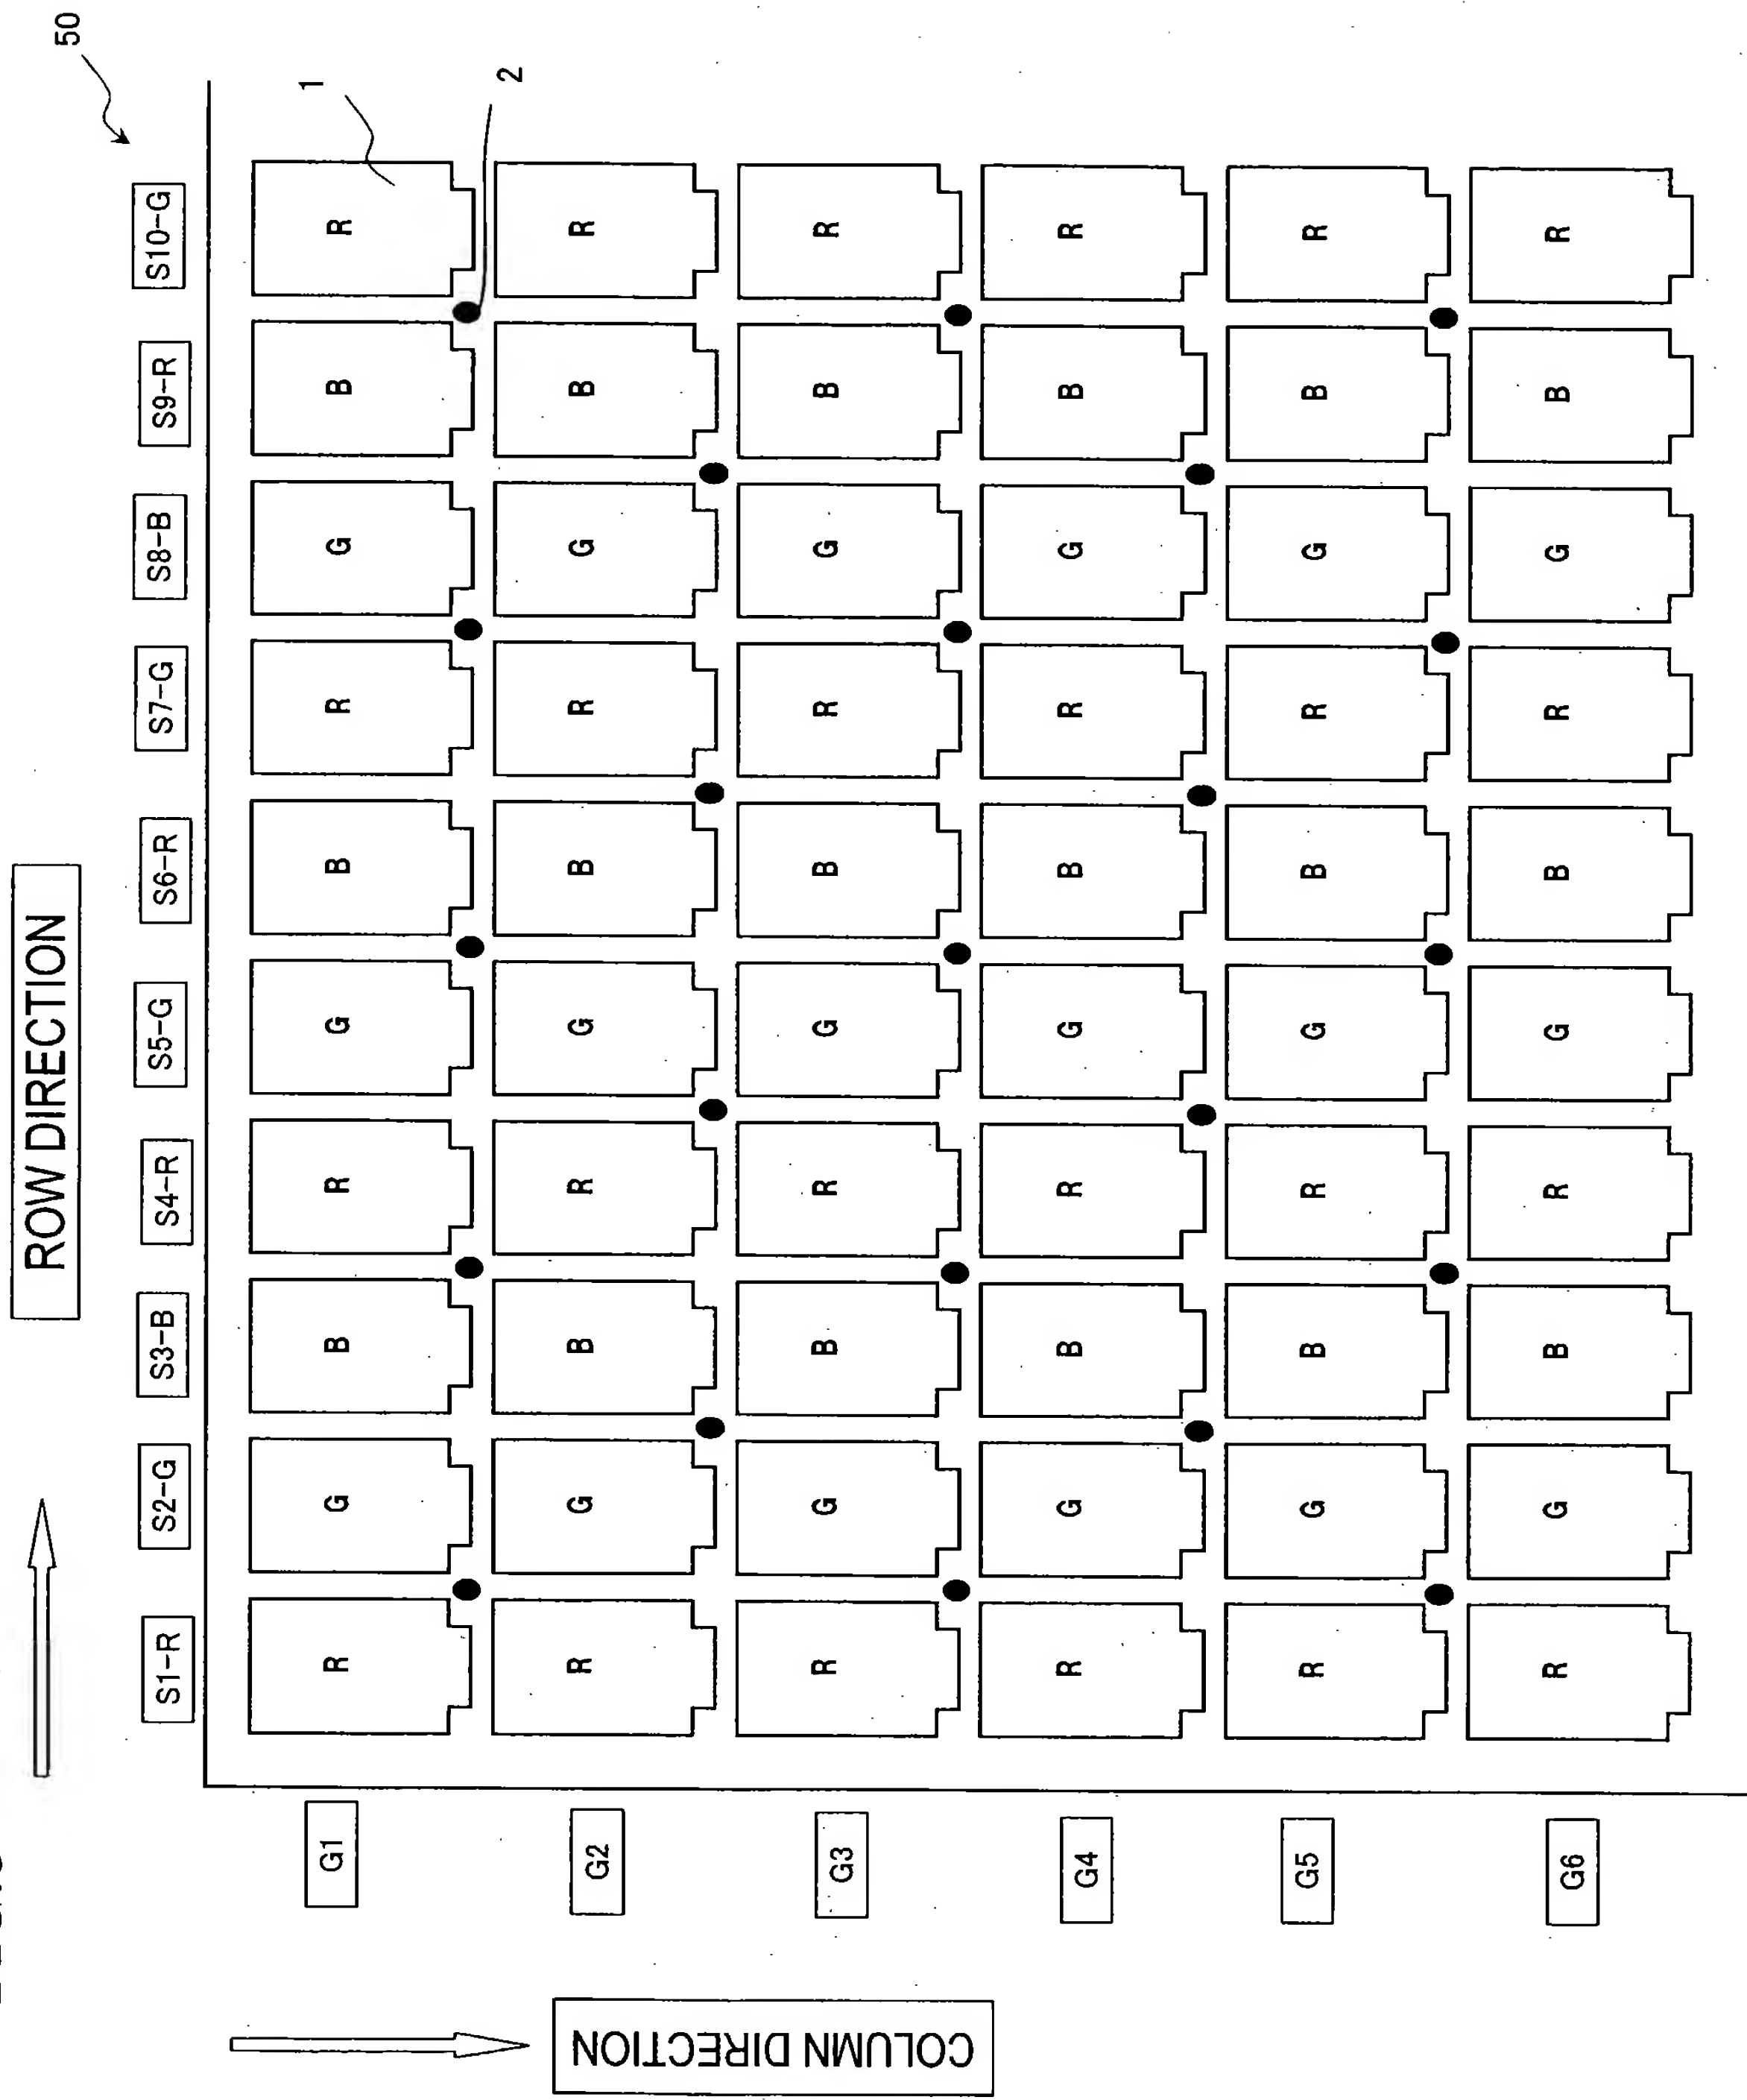 ROW DIRECTION
50
S1-R S2-G S3-B S4-R S5-G S6-R S7-G S8-B S9-R S10-G
1
G1 R G B R G B R G B R
2
G2 R G B R G B R G B R
G3 R G B R G B R G B R
G4 R G B R G B R G B R
G5 R G B R G B R G B R
G6 R G B R G B R G B R
COLUMN DIRECTION